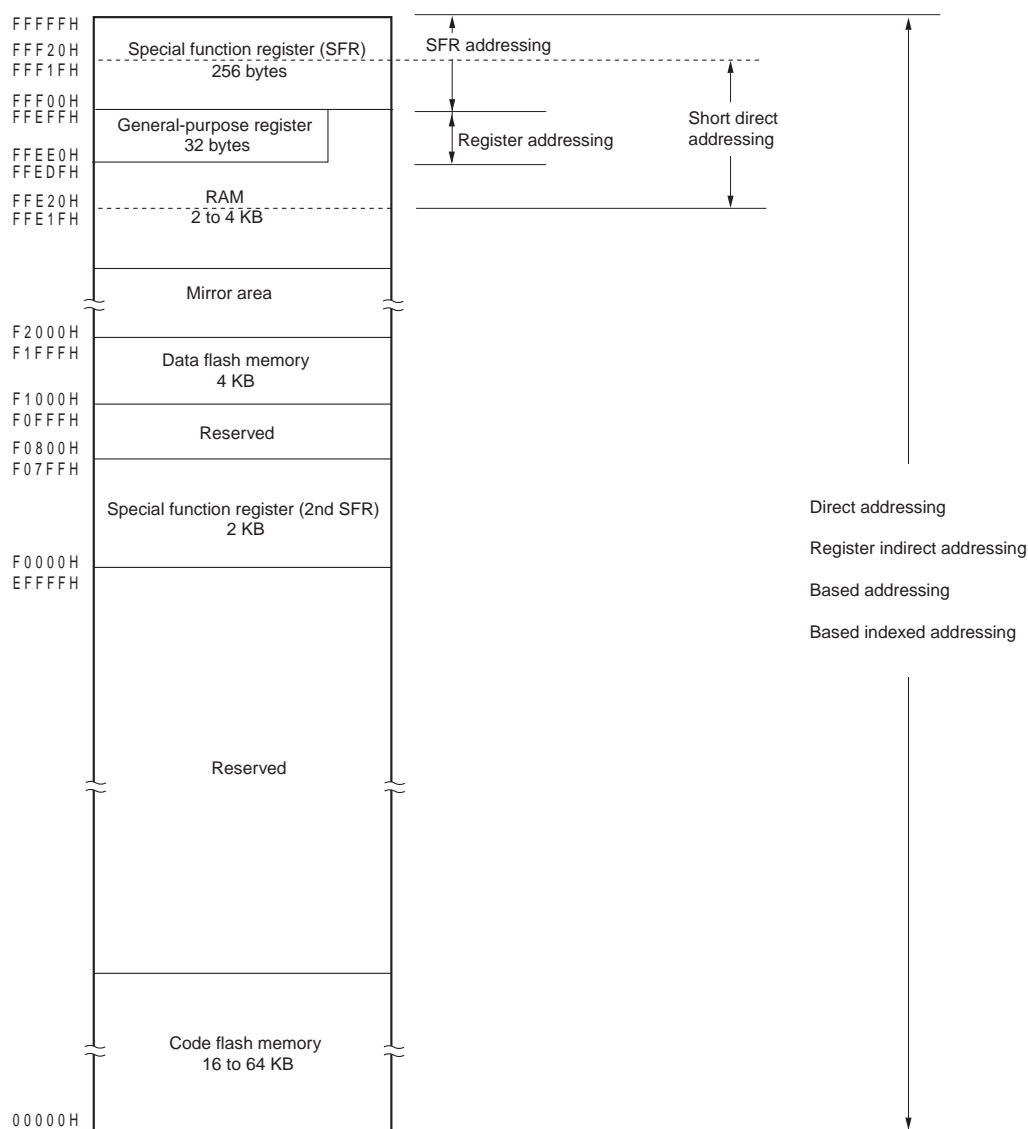 FFFFFH
SFR addressing
FFF20H
Special function register (SFR)
FFF1FH
256 bytes
FFF00H
FFEFFH
General-purpose register
32 bytes
Register addressing
Short direct
addressing
FFEE0H
FFEDFH
FFE20H
RAM
FFE1FH
2 to 4 KB
Mirror area
F2000H
F1FFFH
Data flash memory
4 KB
F1000H
F0FFFH
Reserved
F0800H
F07FFH
Special function register (2nd SFR)
2 KB
F0000H
EFFFFH
Direct addressing
Register indirect addressing
Based addressing
Based indexed addressing
Reserved
Code flash memory
16 to 64 KB
00000H